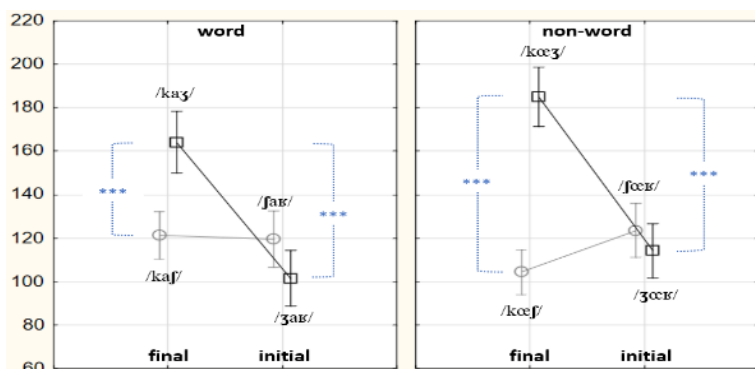 220
200
180
160
140
120
100
80
60
word
/kaʒ/
***
/ʃaʁ/
***
/kaʃ/
/ʒaʁ/
final initial
non-word
/kœʒ/
***
***
/ʃœʁ/
/kœʃ/
/ʒœʁ/
final initial